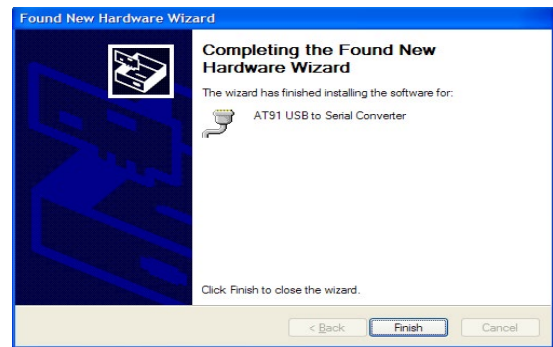 Found New Hardware Wizard
Completing the Found New
Hardware Wizard
The wizard has finished installing the software for:
AT91 USB to Serial Converter
Click Finish to close the wizard.
< Back
Finish
Cancel